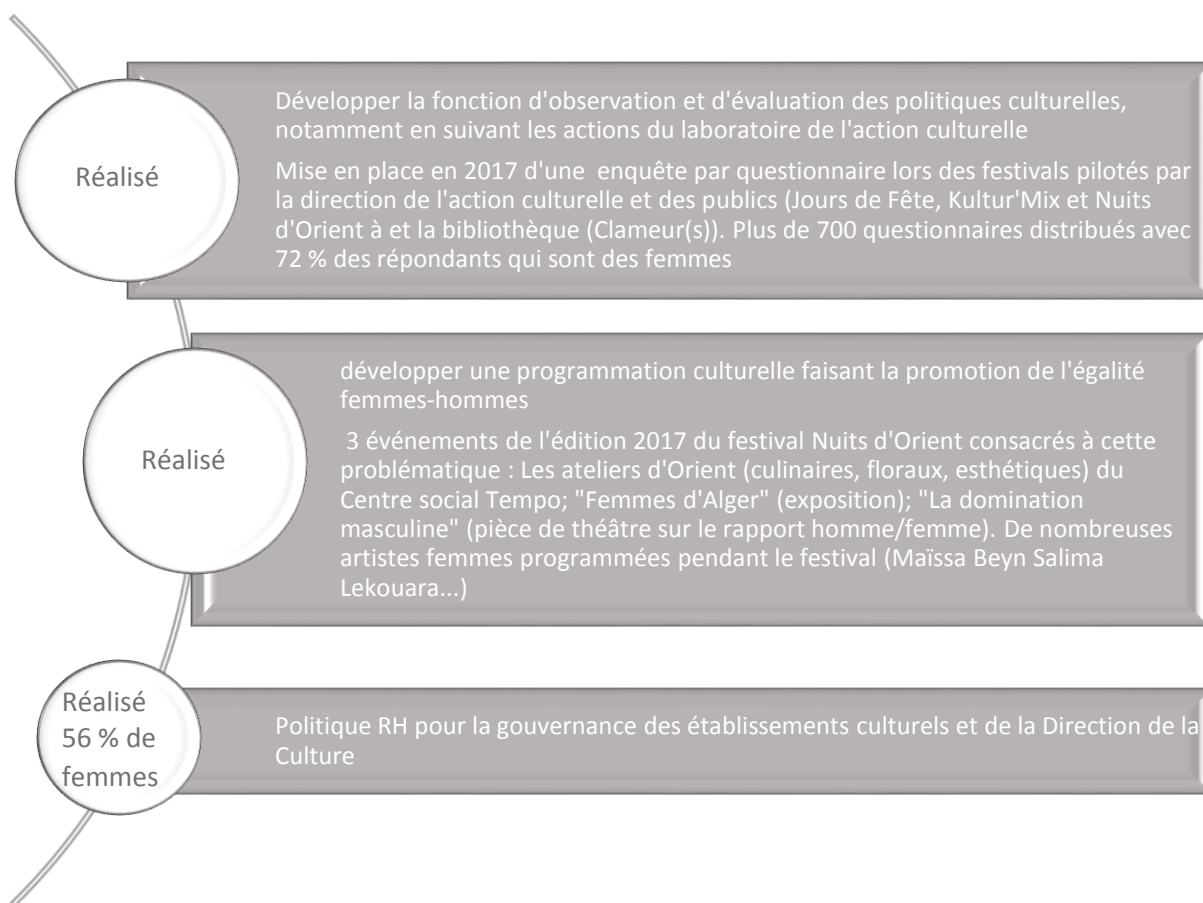 Réalisé
Développer la fonction d'observation et d'évaluation des politiques culturelles,
notamment en suivant les actions du laboratoire de l'action culturelle
Mise en place en 2017 d'une enquête par questionnaire lors des festivals pilotés par
la direction de l'action culturelle et des publics (Jours de Fête, Kultur'Mix et Nuits
d'Orient à et la bibliothèque (Clameur(s)). Plus de 700 questionnaires distribués avec
72 % des répondants qui sont des femmes
Réalisé
développer une programmation culturelle faisant la promotion de l'égalité
femmes-hommes
3 événements de l'édition 2017 du festival Nuits d'Orient consacrés à cette
problématique : Les ateliers d'Orient (culinaires, floraux, esthétiques) du
Centre social Tempo; "Femmes d'Alger" (exposition); "La domination
masculine" (pièce de théâtre sur le rapport homme/femme). De nombreuses
artistes femmes programmées pendant le festival (Maïssa Beyn Salima
Lekouara...)
Réalisé
56 % de
femmes
Politique RH pour la gouvernance des établissements culturels et de la Direction de la
Culture